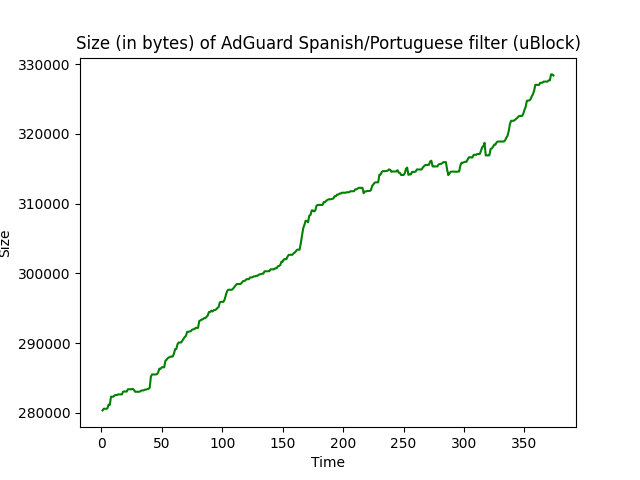 Size (in bytes) of AdGuard Spanish/Portuguese filter (uBlock)
330000
320000
310000
300000
290000
280000
Size
0 50 100 150 200 250 300 350
Time